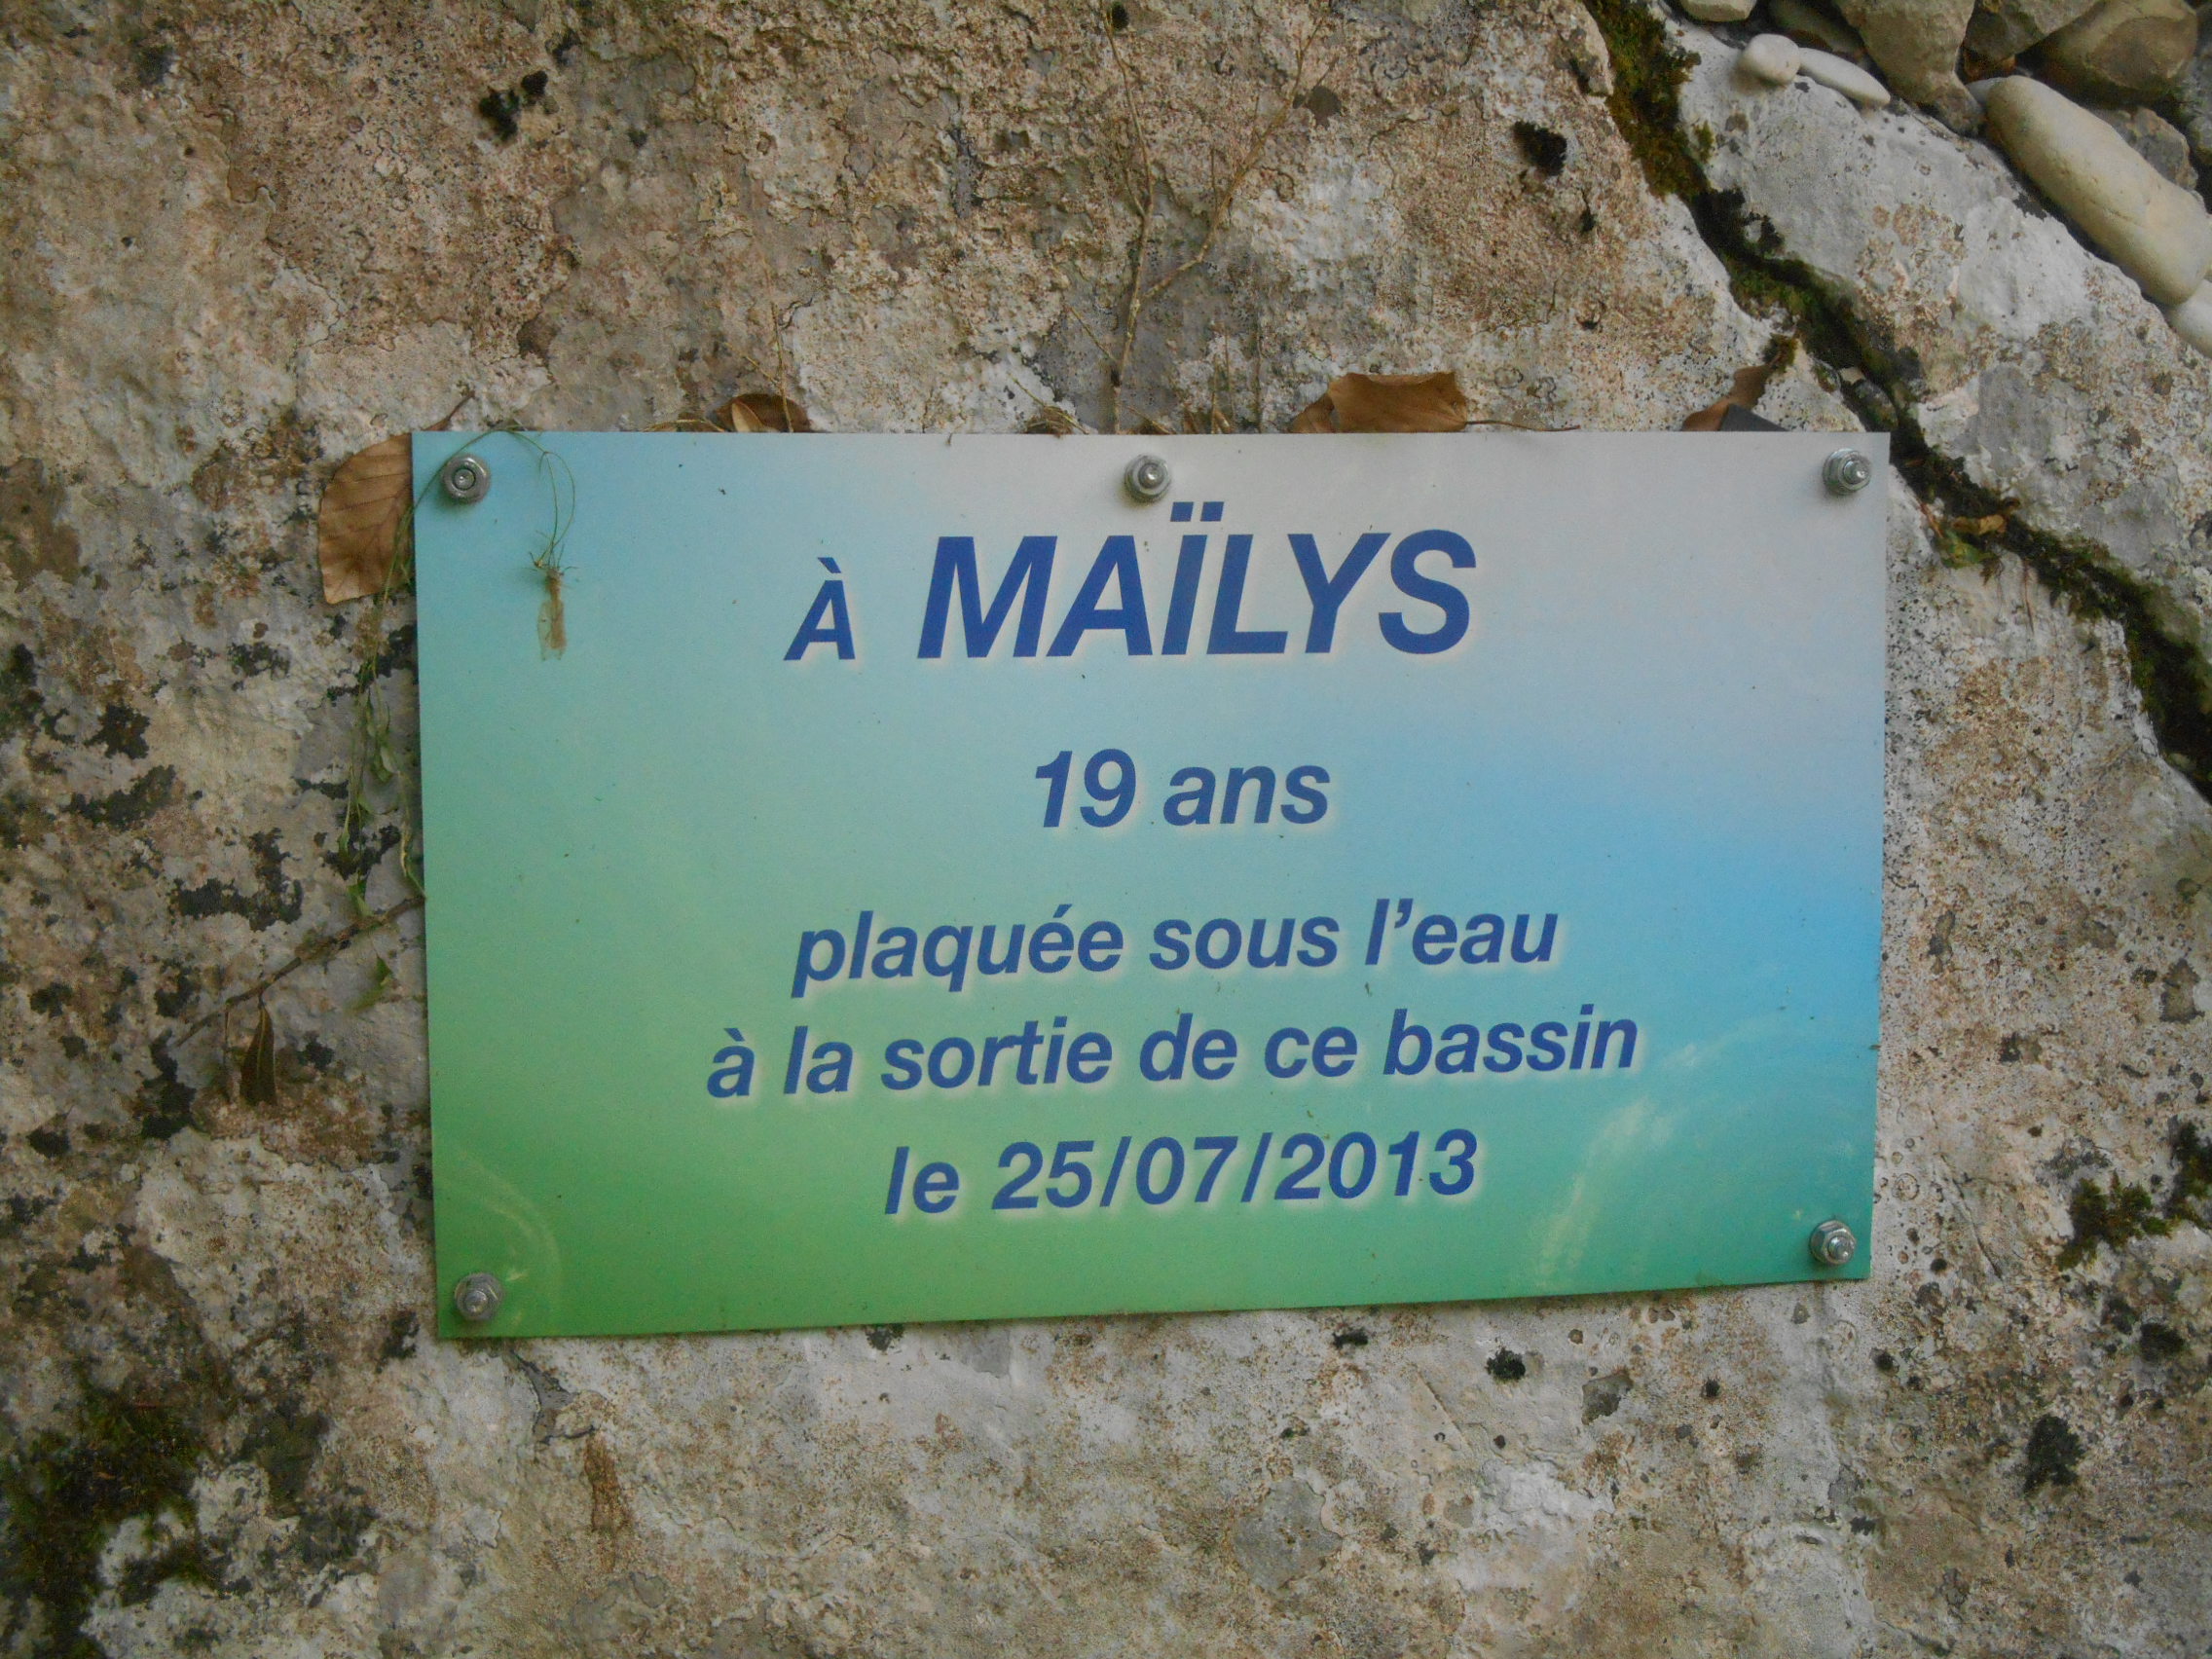 À MAÏLYS
19 ans
plaquée sous l'eau
à la sortie de ce bassin
le 25/07/2013